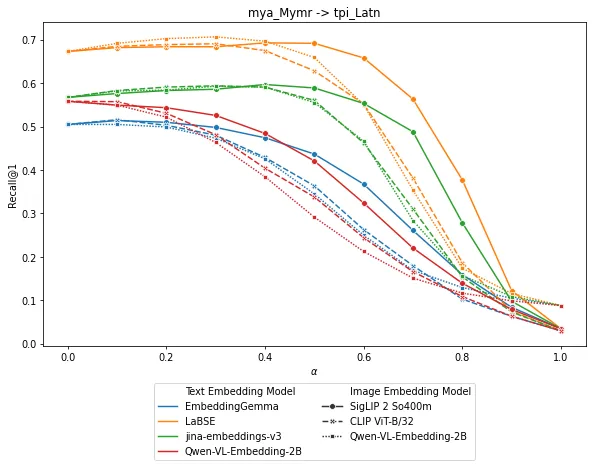 mya_Mymr -> tpi_Latn
Recall@1
0.7
0.6
0.5
0.4
0.3
0.2
0.1
0.0
0.0 0.2 0.4 0.6 0.8 1.0
α
Text Embedding Model
EmbeddingGemma
LaBSE
jina-embeddings-v3
Qwen-VL-Embedding-2B
Image Embedding Model
SigLIP 2 So400m
CLIP ViT-B/32
Qwen-VL-Embedding-2B